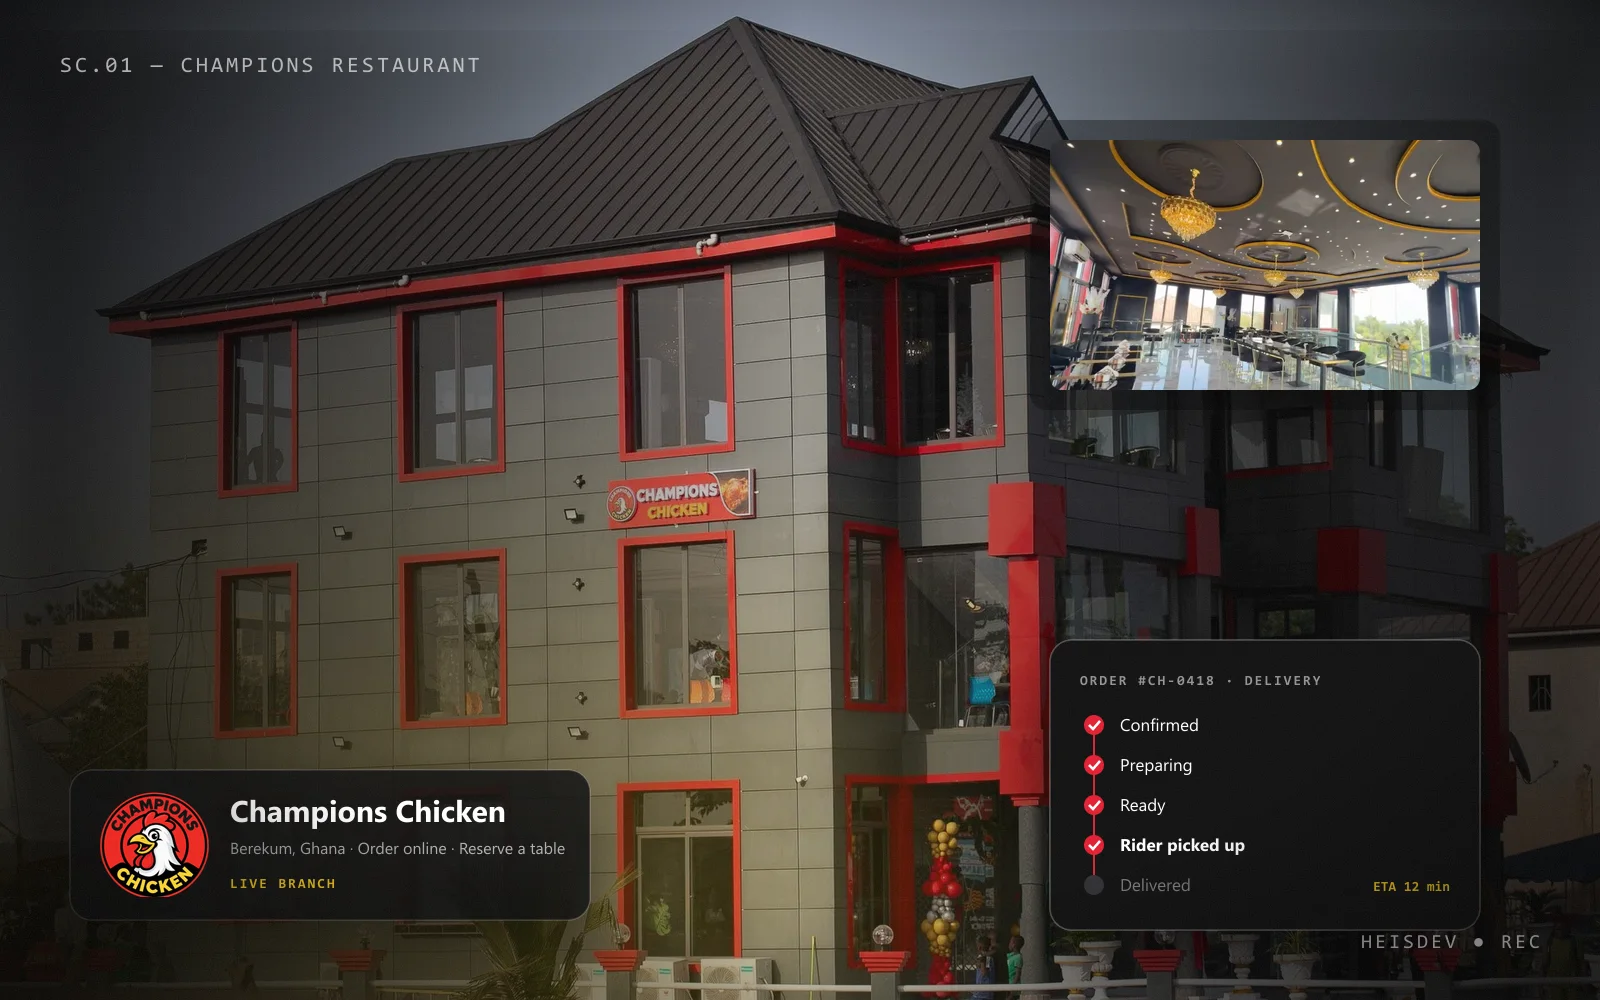 SC.01 — CHAMPIONS RESTAURANT
CHAMPIONS
CHICKEN
ORDER #CH-0418 · DELIVERY
Confirmed
Preparing
Ready
Rider picked up
Delivered
ETA 12 min
CHAMPIONS
CHICKEN
Champions Chicken
Berekum, Ghana · Order online · Reserve a table
LIVE BRANCH
HEISDEV ● REC